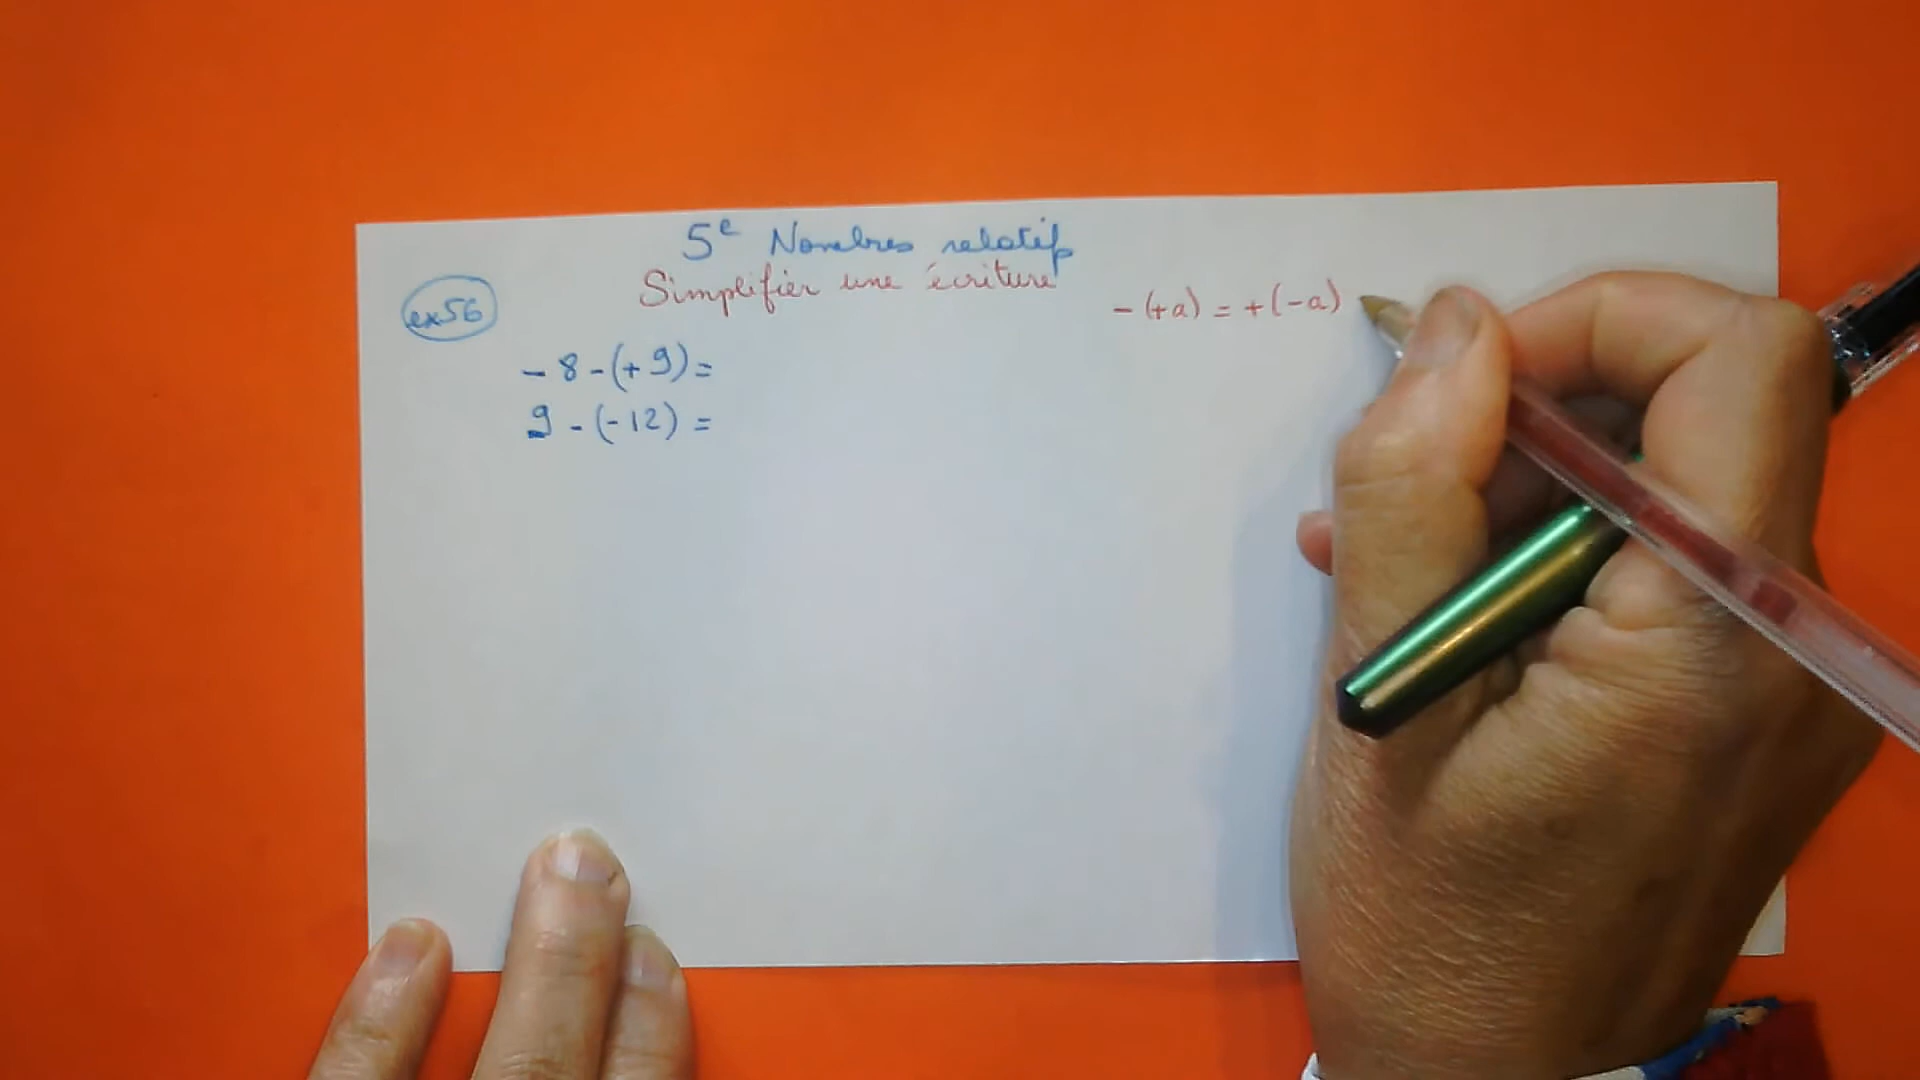 5e Nombres relatifs
Simplifier une écriture
ex56
-(+a) = +(-a)
-8-(+9)=
9-(-12)=